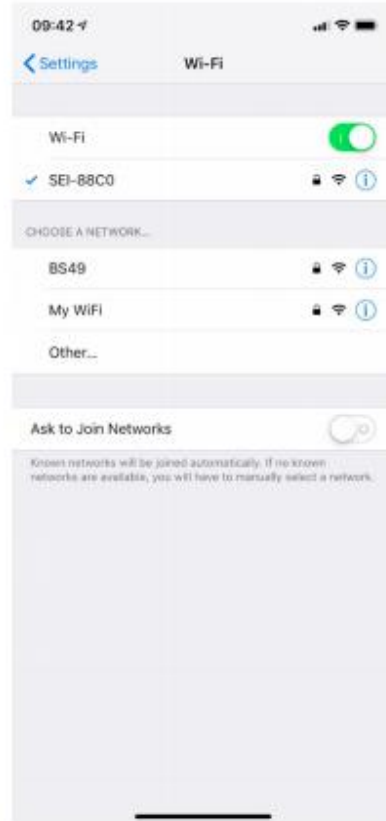 09:42
Settings
Wi-Fi
Wi-Fi
SEI-88C0
CHOOSE A NETWORK...
BS49
My WiFi
Other...
Ask to Join Networks
Known networks will be joined automatically. If no known
networks are available, you will have to manually select a network.